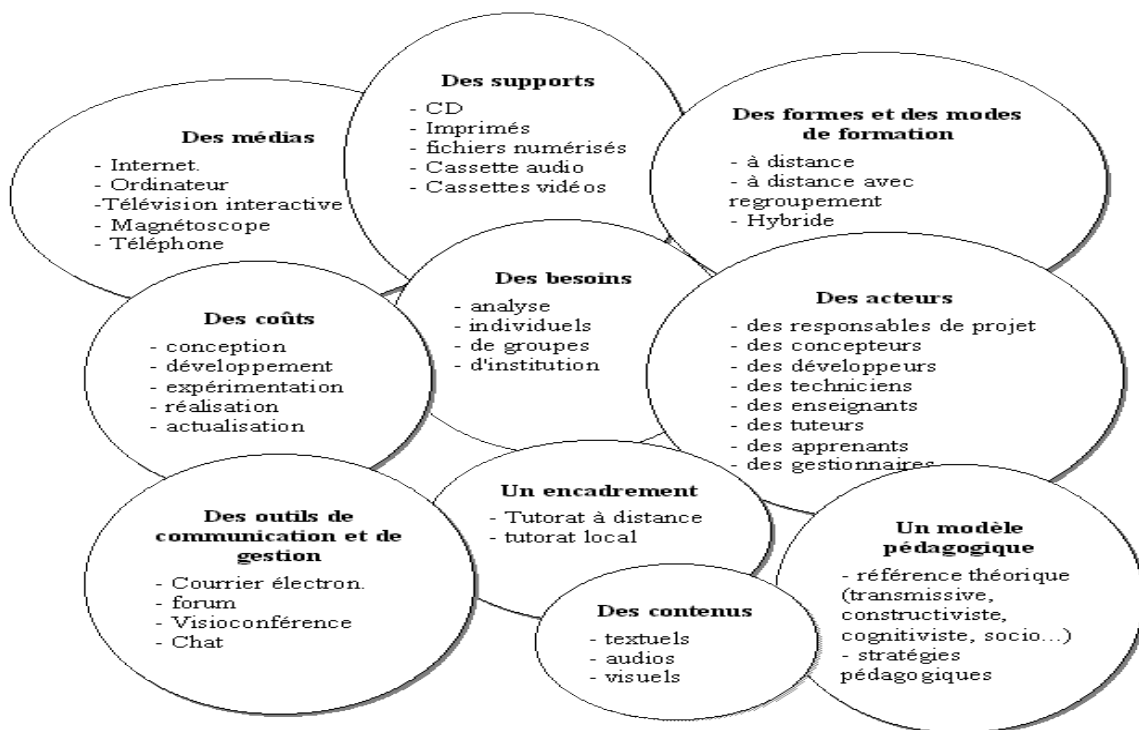 Des supports
- CD
- Imprimés
- fichiers numérisés
- Cassette audio
- Cassettes vidéos
Des médias
- Internet.
- Ordinateur
-Télévision interactive
- Magnétoscope
- Téléphone
Des formes et des modes
de formation
- à distance
- à distance avec
regroupement
- Hybride
Des besoins
- analyse
- individuels
- de groupes
- d'institution
Des coûts
- conception
- développement
- expérimentation
- réalisation
- actualisation
Des acteurs
- des responsables de projet
- des concepteurs
- des développeurs
- des techniciens
- des enseignants
- des tuteurs
- des apprenants
- des gestionnaires
Un encadrement
- Tutorat à distance
- tutorat local
Des outils de
communication et de
gestion
- Courrier électron.
- forum
- Visioconférence
- Chat
Un modèle
pédagogique
- référence théorique
(transmissive,
constructiviste,
cognitiviste, socio...)
- stratégies
pédagogiques
Des contenus
- textuels
- audios
- visuels